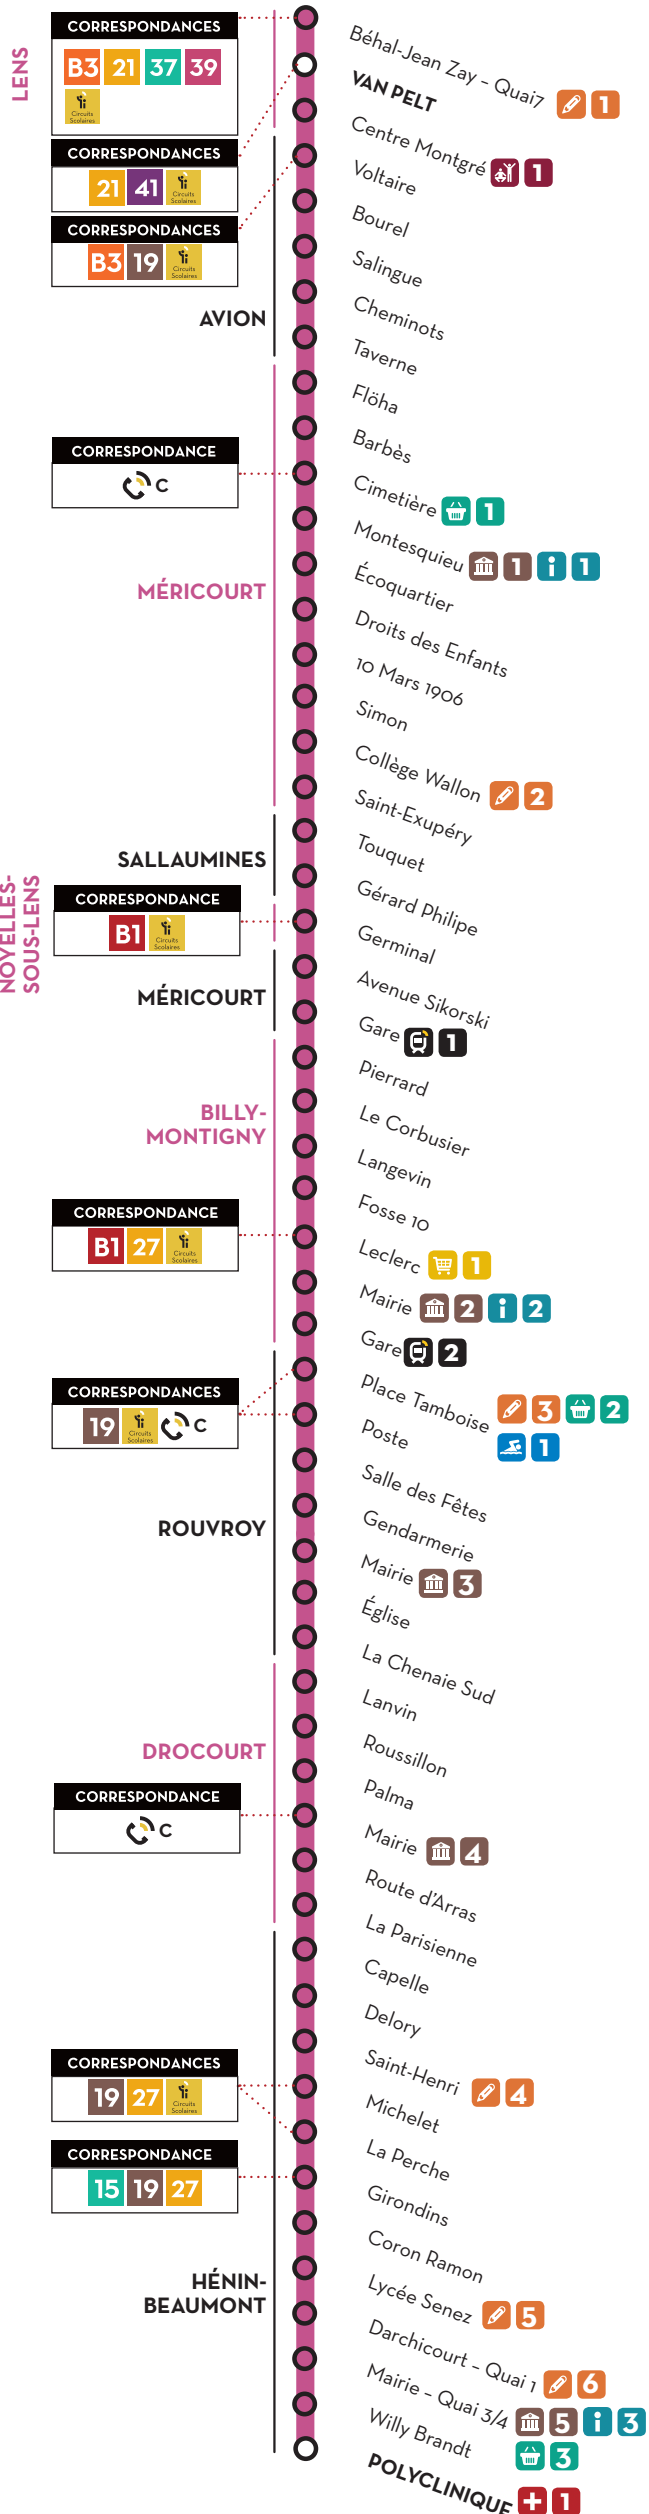 LENS
CORRESPONDANCES
B3 21 37 39
Circuits
Scolaires
CORRESPONDANCES
21 41 Circuits
Scolaires
CORRESPONDANCES
B3 19 Circuits
Scolaires
AVION
CORRESPONDANCE
C
MÉRICOURT
SALLAUMINES
NOYELLES-
SOUS-LENS
CORRESPONDANCE
B1 Circuits
Scolaires
MÉRICOURT
BILLY-
MONTIGNY
CORRESPONDANCE
B1 27 Circuits
Scolaires
CORRESPONDANCES
19 Circuits
Scolaires
C
ROUVROY
DROCOURT
CORRESPONDANCE
C
CORRESPONDANCES
19 27 Circuits
Scolaires
CORRESPONDANCE
15 19 27
HÉNIN-
BEAUMONT
Béhal-Jean Zay - Quai7 1
VAN PELT
Centre Montgré 1
Voltaire
Bourel
Salingue
Cheminots
Taverne
Flöha
Barbès
Cimetière 1
Montesquieu 1 i 1
Écoquartier
Droits des Enfants
10 Mars 1906
Simon
Collège Wallon 2
Saint-Exupéry
Touquet
Gérard Philipe
Germinal
Avenue Sikorski
Gare 1
Pierrard
Le Corbusier
Langevin
Fosse 10
Leclerc 1
Mairie 2 i 2
Gare 2
Place Tamboise 3 2
1
Poste
Salle des Fêtes
Gendarmerie
Mairie 3
Église
La Chenaie Sud
Lanvin
Roussillon
Palma
Mairie 4
Route d'Arras
La Parisienne
Capelle
Delory
Saint-Henri 4
Michelet
La Perche
Girondins
Coron Ramon
Lycée Senez 5
Darchicourt - Quai 1 6
Mairie - Quai 3/4 5 i 3
Willy Brandt 3
POLYCLINIQUE 1